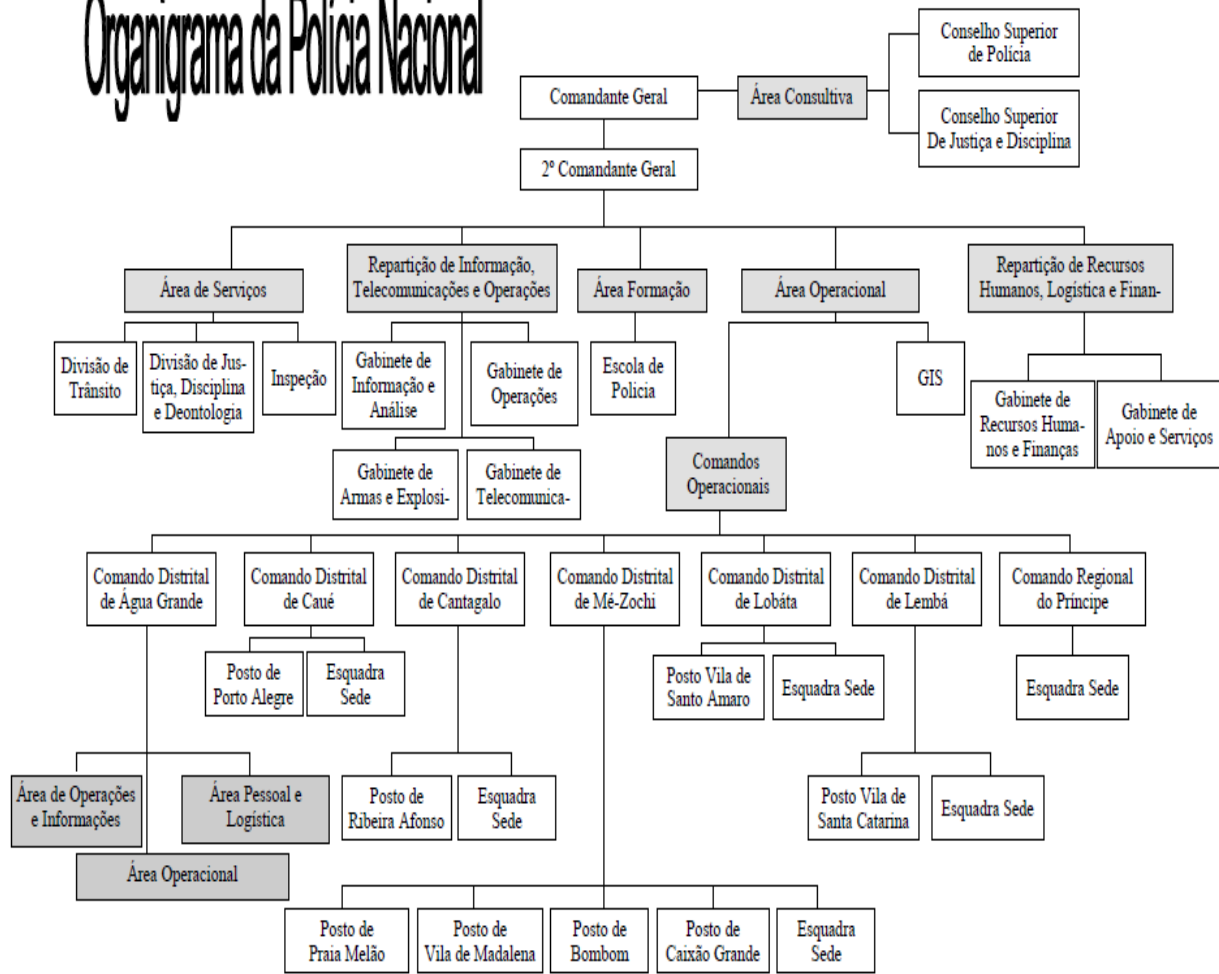 Organigrama da Polícia Nacional
Conselho Superior
de Polícia
Comandante Geral
Área Consultiva
Conselho Superior
De Justiça e Disciplina
2º Comandante Geral
Área de Serviços
Repartição de Informação,
Telecomunicações e Operações
Área Formação
Área Operacional
Repartição de Recursos
Humanos, Logística e Finan-
Divisão de
Trânsito
Divisão de Jus-
tiça, Disciplina
e Deontologia
Inspeção
Gabinete de
Informação e
Análise
Gabinete de
Operações
Escola de
Policia
GIS
Gabinete de
Recursos Huma-
nos e Finanças
Gabinete de
Apoio e Serviços
Gabinete de
Armas e Explosi-
Gabinete de
Telecomunica-
Comandos
Operacionais
Comando Distrital
de Água Grande
Comando Distrital
de Caué
Comando Distrital
de Cantagalo
Comando Distrital
de Mé-Zochi
Comando Distrital
de Lobáta
Comando Distrital
de Lembá
Comando Regional
do Príncipe
Posto de
Porto Alegre
Esquadra
Sede
Posto Vila de
Santo Amaro
Esquadra Sede
Esquadra Sede
Área de Operações
e Informações
Área Pessoal e
Logística
Posto de
Ribeira Afonso
Esquadra
Sede
Posto Vila de
Santa Catarina
Esquadra Sede
Área Operacional
Posto de
Praia Melão
Posto de
Vila de Madalena
Posto de
Bombom
Posto de
Caixão Grande
Esquadra
Sede